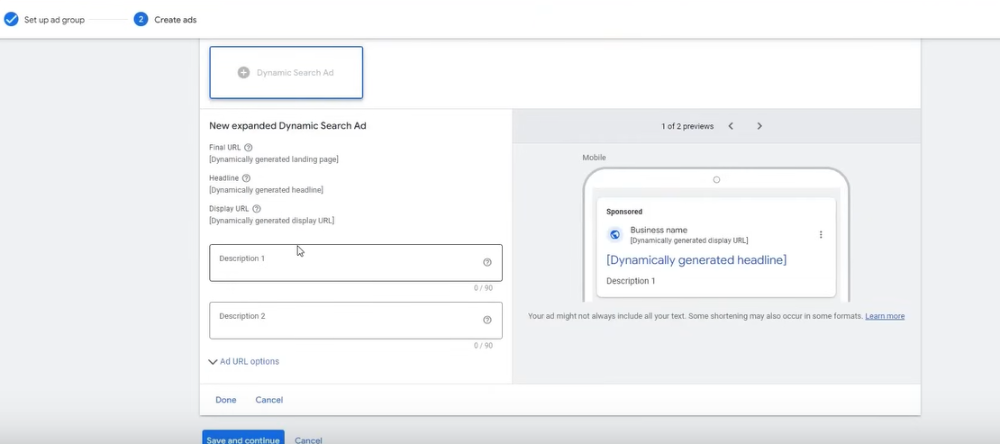 Set up ad group
2
Create ads
Dynamic Search Ad
New expanded Dynamic Search Ad
Final URL
[Dynamically generated landing page]
Headline
[Dynamically generated headline]
Display URL
[Dynamically generated display URL]
Description 1
0 / 90
Description 2
0 / 90
Ad URL options
Done
Cancel
1 of 2 previews
Mobile
Sponsored
Business name
[Dynamically generated display URL]
[Dynamically generated headline]
Description 1
Your ad might not always include all your text. Some shortening may also occur in some formats. Learn more
Save and continue
Cancel